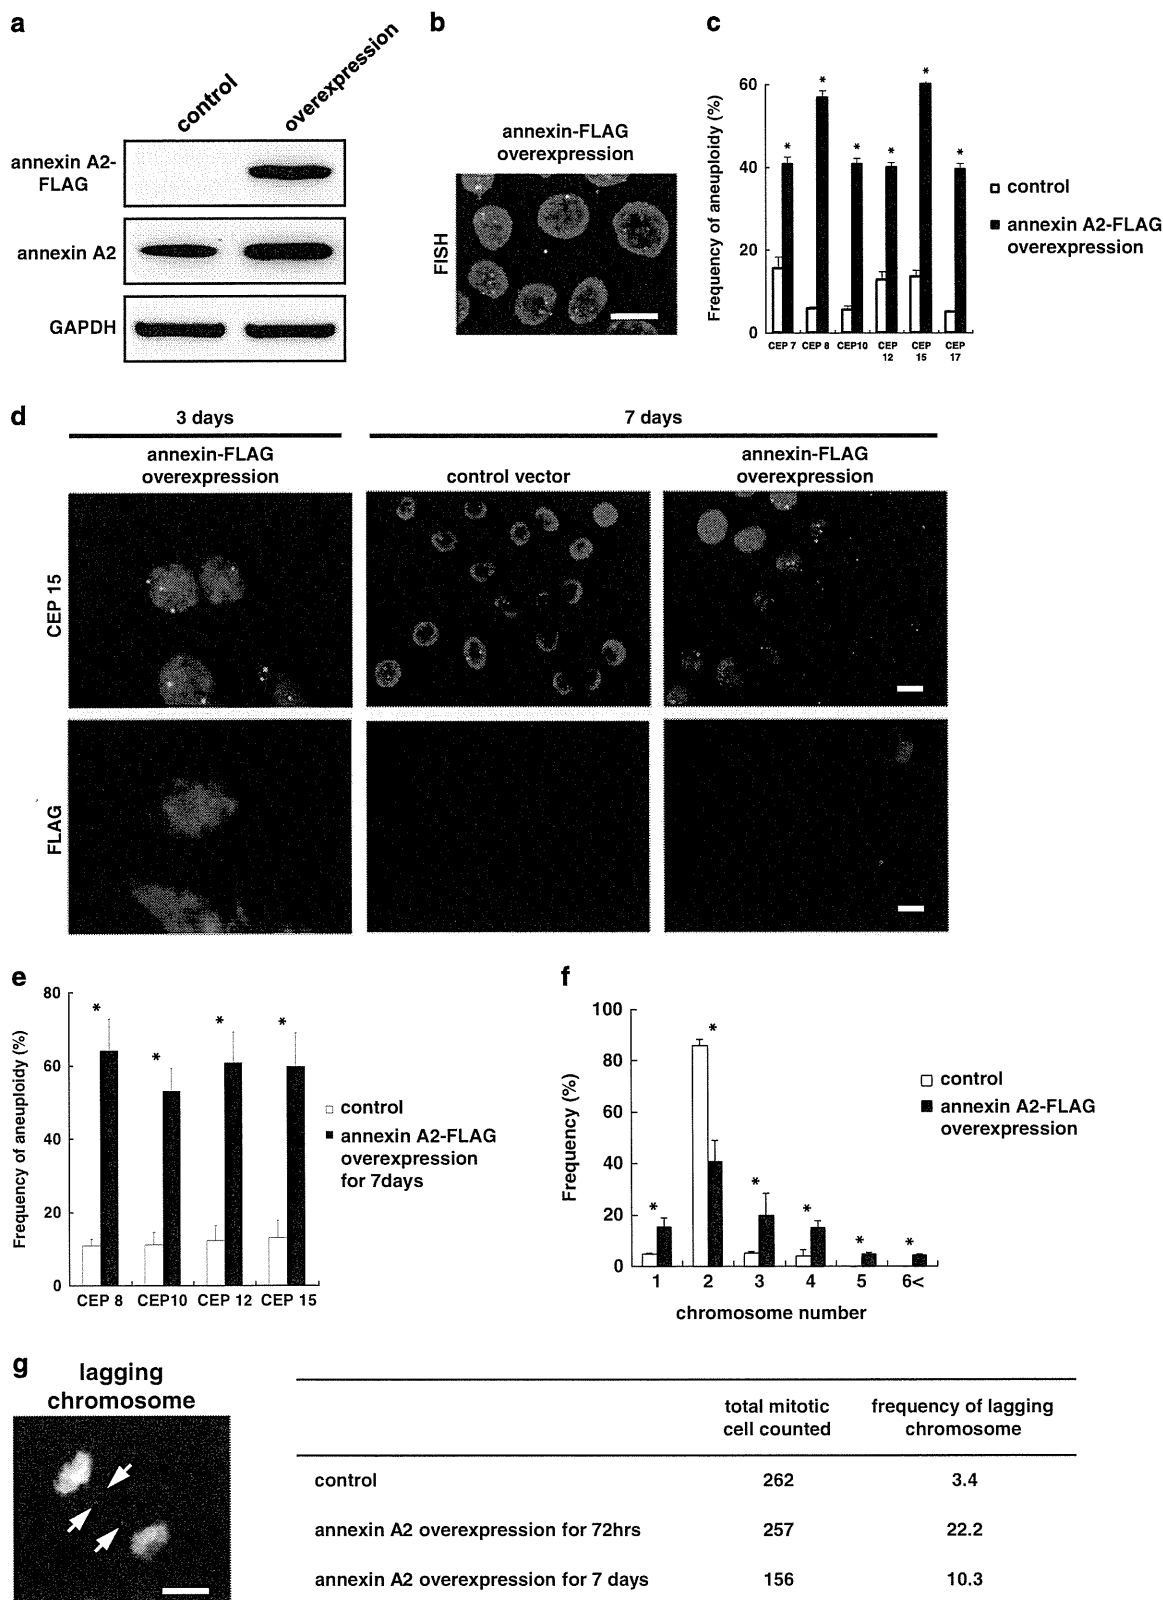 a
control
overexpression
annexin A2-
FLAG
annexin A2
GAPDH
b
annexin-FLAG
overexpression
FISH
c
Frequency of aneuploidy (%)
60
40
20
0
*
*
*
*
*
*
CEP 7 CEP 8 CEP10 CEP 12 CEP 15 CEP 17
control
annexin A2-FLAG
overexpression
d
3 days
7 days
annexin-FLAG
overexpression
control vector
annexin-FLAG
overexpression
CEP 15
FLAG
e
Frequency of aneuploidy (%)
80
60
40
20
0
*
*
*
*
CEP 8 CEP10 CEP 12 CEP 15
control
annexin A2-FLAG
overexpression
for 7days
f
Frequency (%)
100
80
60
40
20
0
*
*
*
*
*
*
1 2 3 4 5 6<
chromosome number
control
annexin A2-FLAG
overexpression
g
lagging
chromosome
total mitotic
cell counted
frequency of lagging
chromosome
control 262 3.4
annexin A2 overexpression for 72hrs 257 22.2
annexin A2 overexpression for 7 days 156 10.3